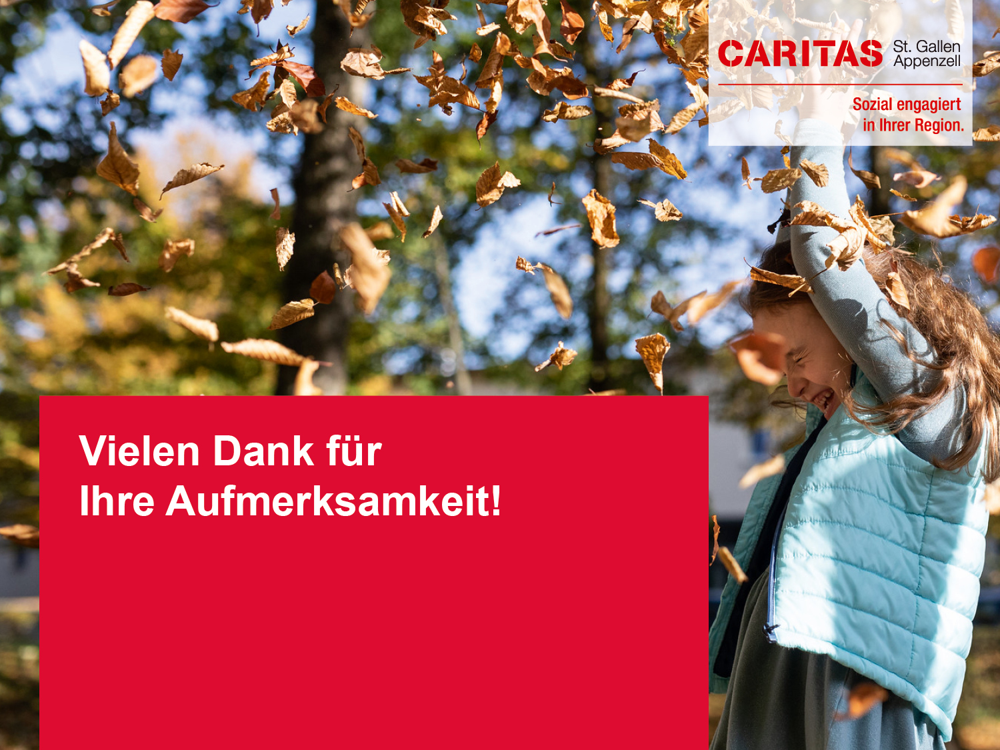 CARITAS St. Gallen
Appenzell
Sozial engagiert
in Ihrer Region.
Vielen Dank für
Ihre Aufmerksamkeit!